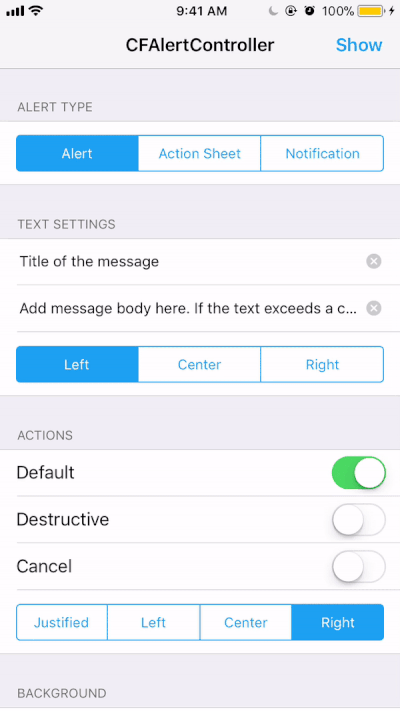 9:41 AM
100%
CFAlertController
Show
ALERT TYPE
Alert
Action Sheet
Notification
TEXT SETTINGS
Title of the message
Add message body here. If the text exceeds a c...
Left
Center
Right
ACTIONS
Default
Destructive
Cancel
Justified
Left
Center
Right
BACKGROUND